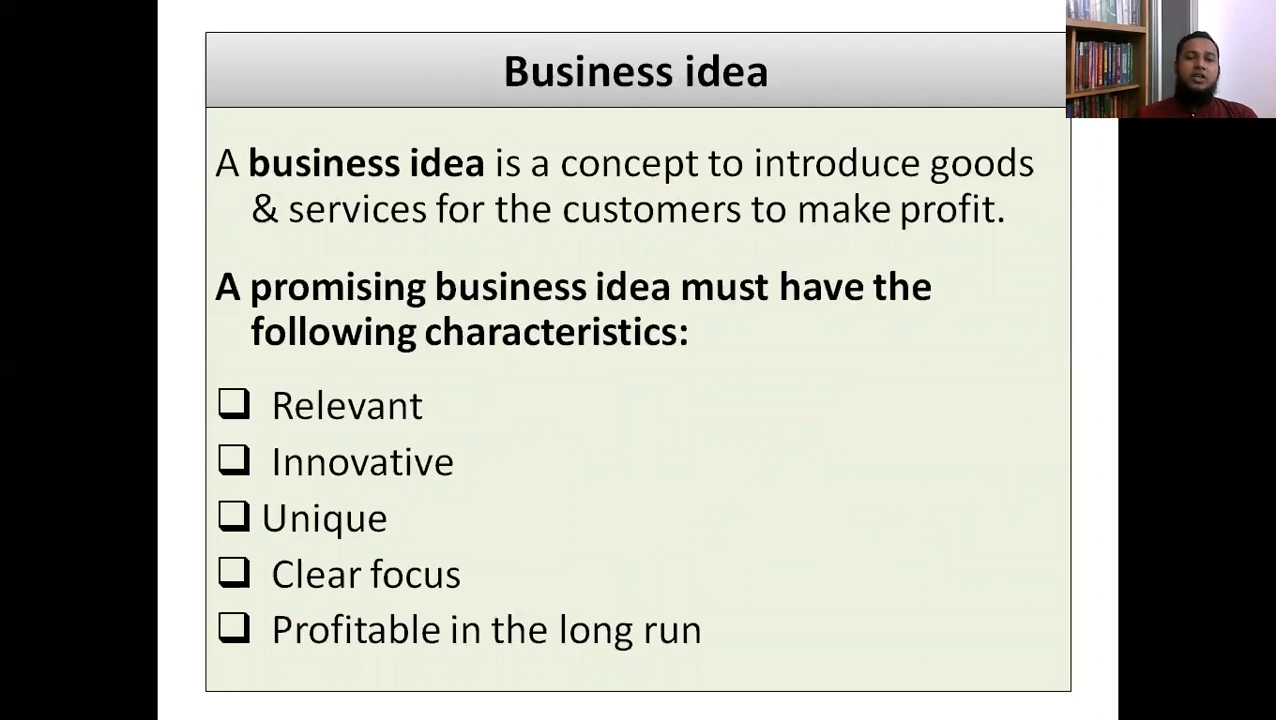 Business idea
A business idea is a concept to introduce goods
& services for the customers to make profit.
A promising business idea must have the
following characteristics:
Relevant
Innovative
Unique
Clear focus
Profitable in the long run